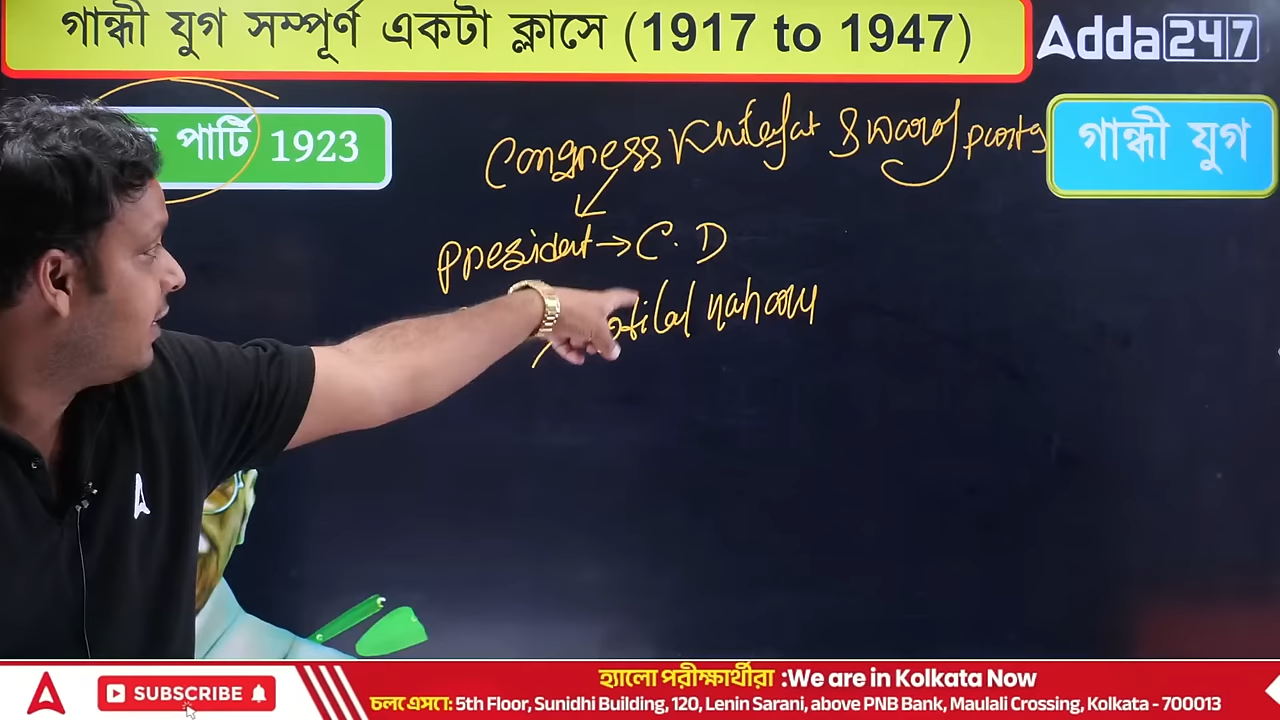 গান্ধী যুগ সম্পূর্ণ একটা ক্লাসে (1917 to 1947)
Adda247
পার্টি 1923
Congress Khilafat Swaraj party
গান্ধী যুগ
President → C. D
SUBSCRIBE
হ্যালো পরীক্ষার্থীরা :We are in Kolkata Now
চলে এসো: 5th Floor, Sunidhi Building, 120, Lenin Sarani, above PNB Bank, Maulali Crossing, Kolkata - 700013